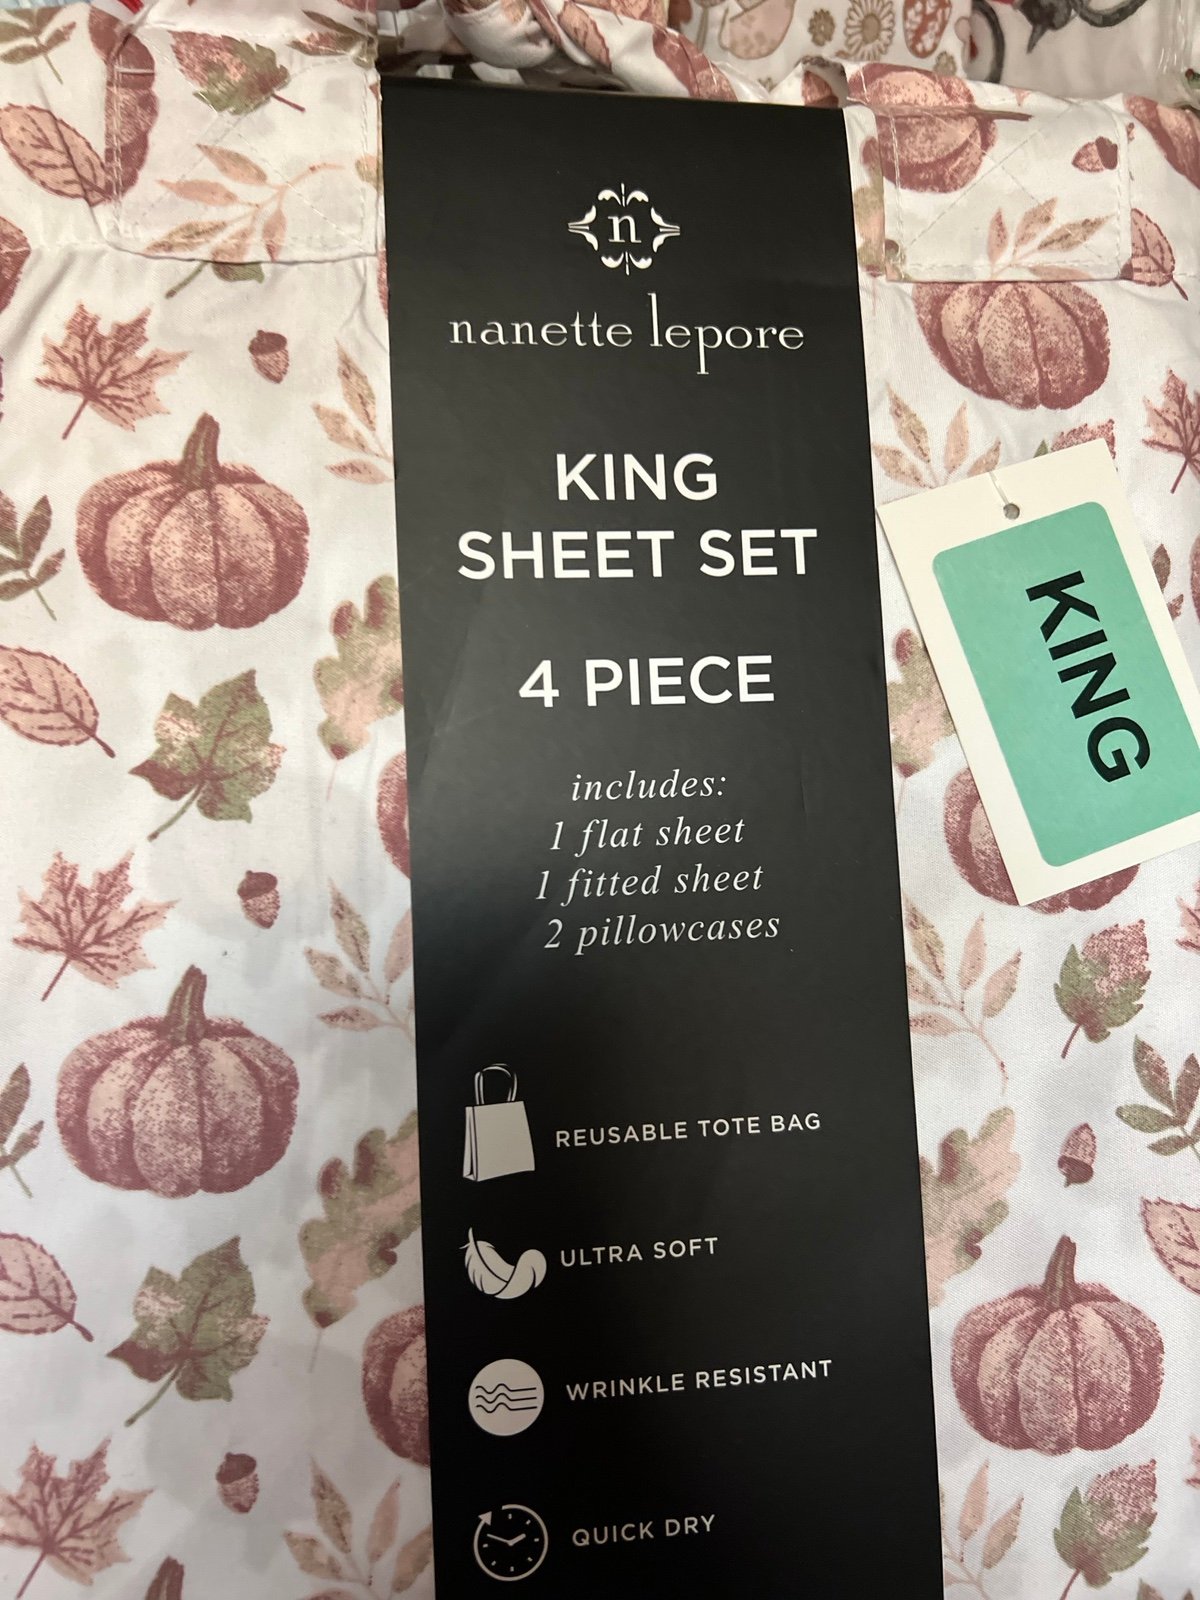 n
nanette lepore
KING
SHEET SET
4 PIECE
includes:
1 flat sheet
1 fitted sheet
2 pillowcases
REUSABLE TOTE BAG
ULTRA SOFT
WRINKLE RESISTANT
QUICK DRY
KING